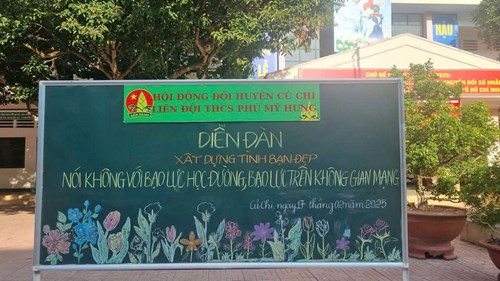 HẬU
HỘI ĐỒNG ĐỘI HUYỆN CỦ CHI
LIÊN ĐỘI THCS PHÚ MỸ HƯNG
DIỄN ĐÀN
XÂY DỰNG TÌNH BẠN ĐẸP
NÓI KHÔNG VỚI BẠO LỰC HỌC ĐƯỜNG, BẠO LỰC TRÊN KHÔNG GIAN MẠNG
Củ Chi, ngày 17 tháng 02 năm 2025